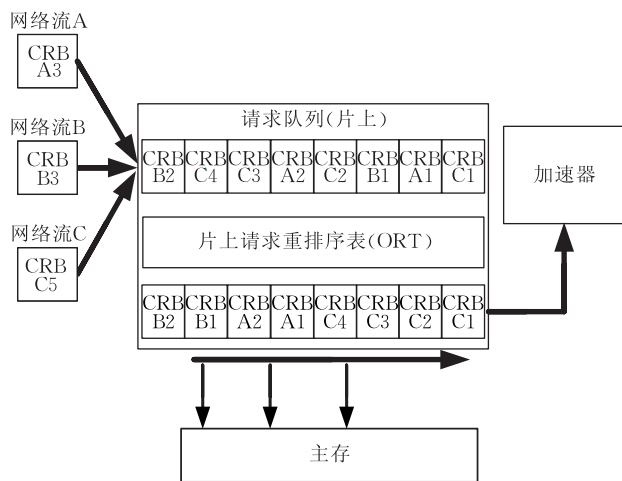 网络流A
CRB
A3
网络流B
CRB
B3
网络流C
CRB
C5
请求队列(片上)
CRB CRB CRB CRB CRB CRB CRB CRB
B2 C4 C3 A2 C2 B1 A1 C1
片上请求重排序表(ORT)
CRB CRB CRB CRB CRB CRB CRB CRB
B2 B1 A2 A1 C4 C3 C2 C1
加速器
主存